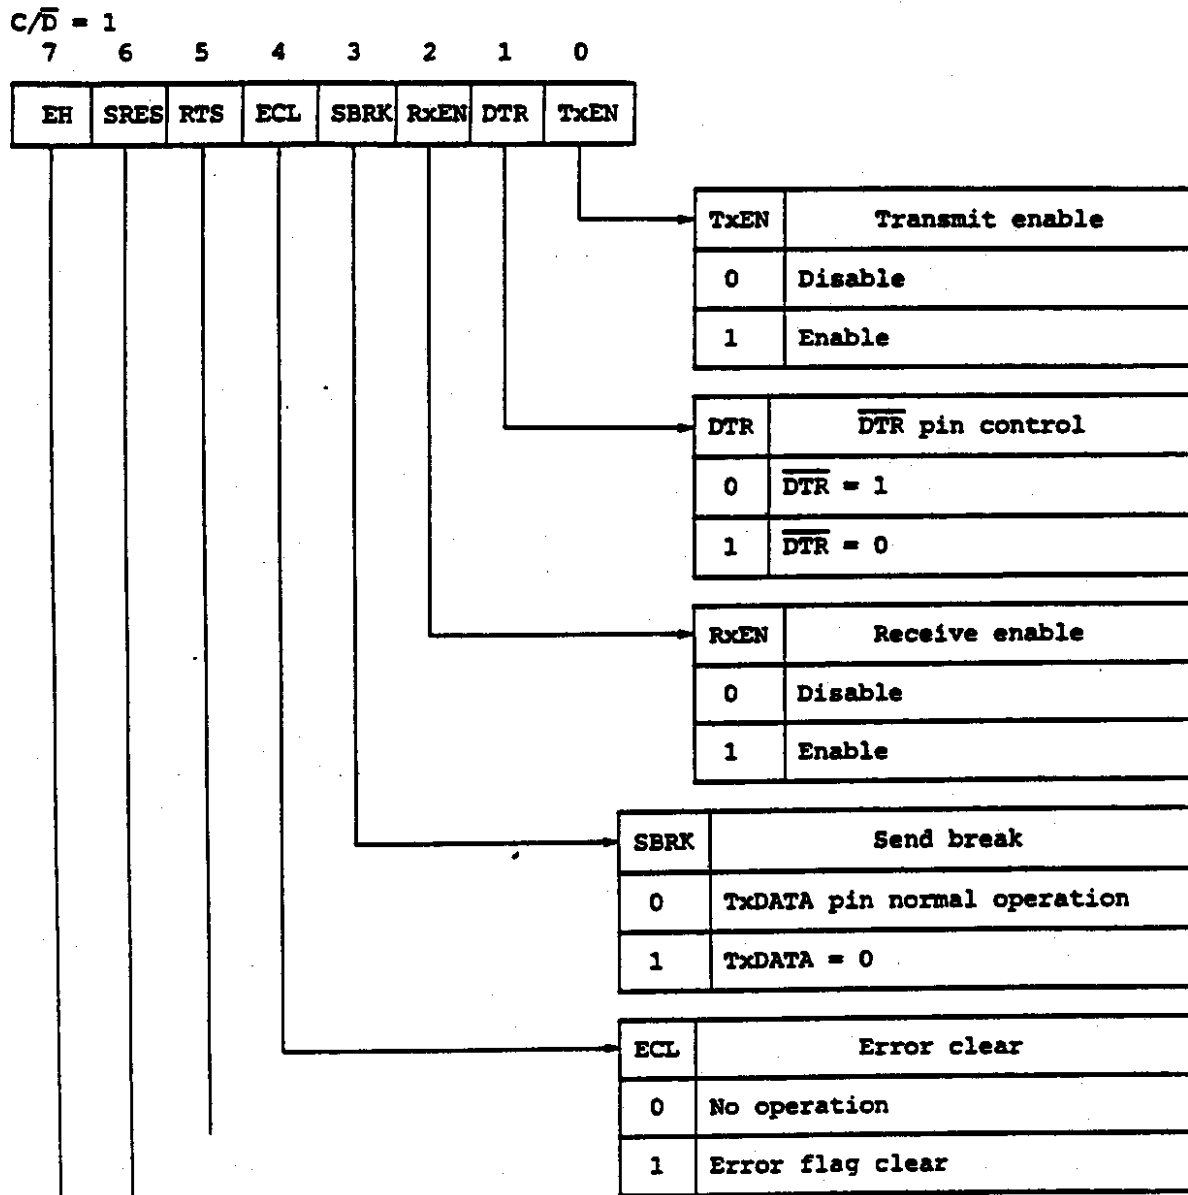 C/D̅ = 1
7 6 5 4 3 2 1 0
EH SRES RTS ECL SBRK RxEN DTR TxEN
TxEN Transmit enable
0 Disable
1 Enable
DTR D̅T̅R̅ pin control
0 D̅T̅R̅ = 1
1 D̅T̅R̅ = 0
RxEN Receive enable
0 Disable
1 Enable
SBRK Send break
0 TxDATA pin normal operation
1 TxDATA = 0
ECL Error clear
0 No operation
1 Error flag clear